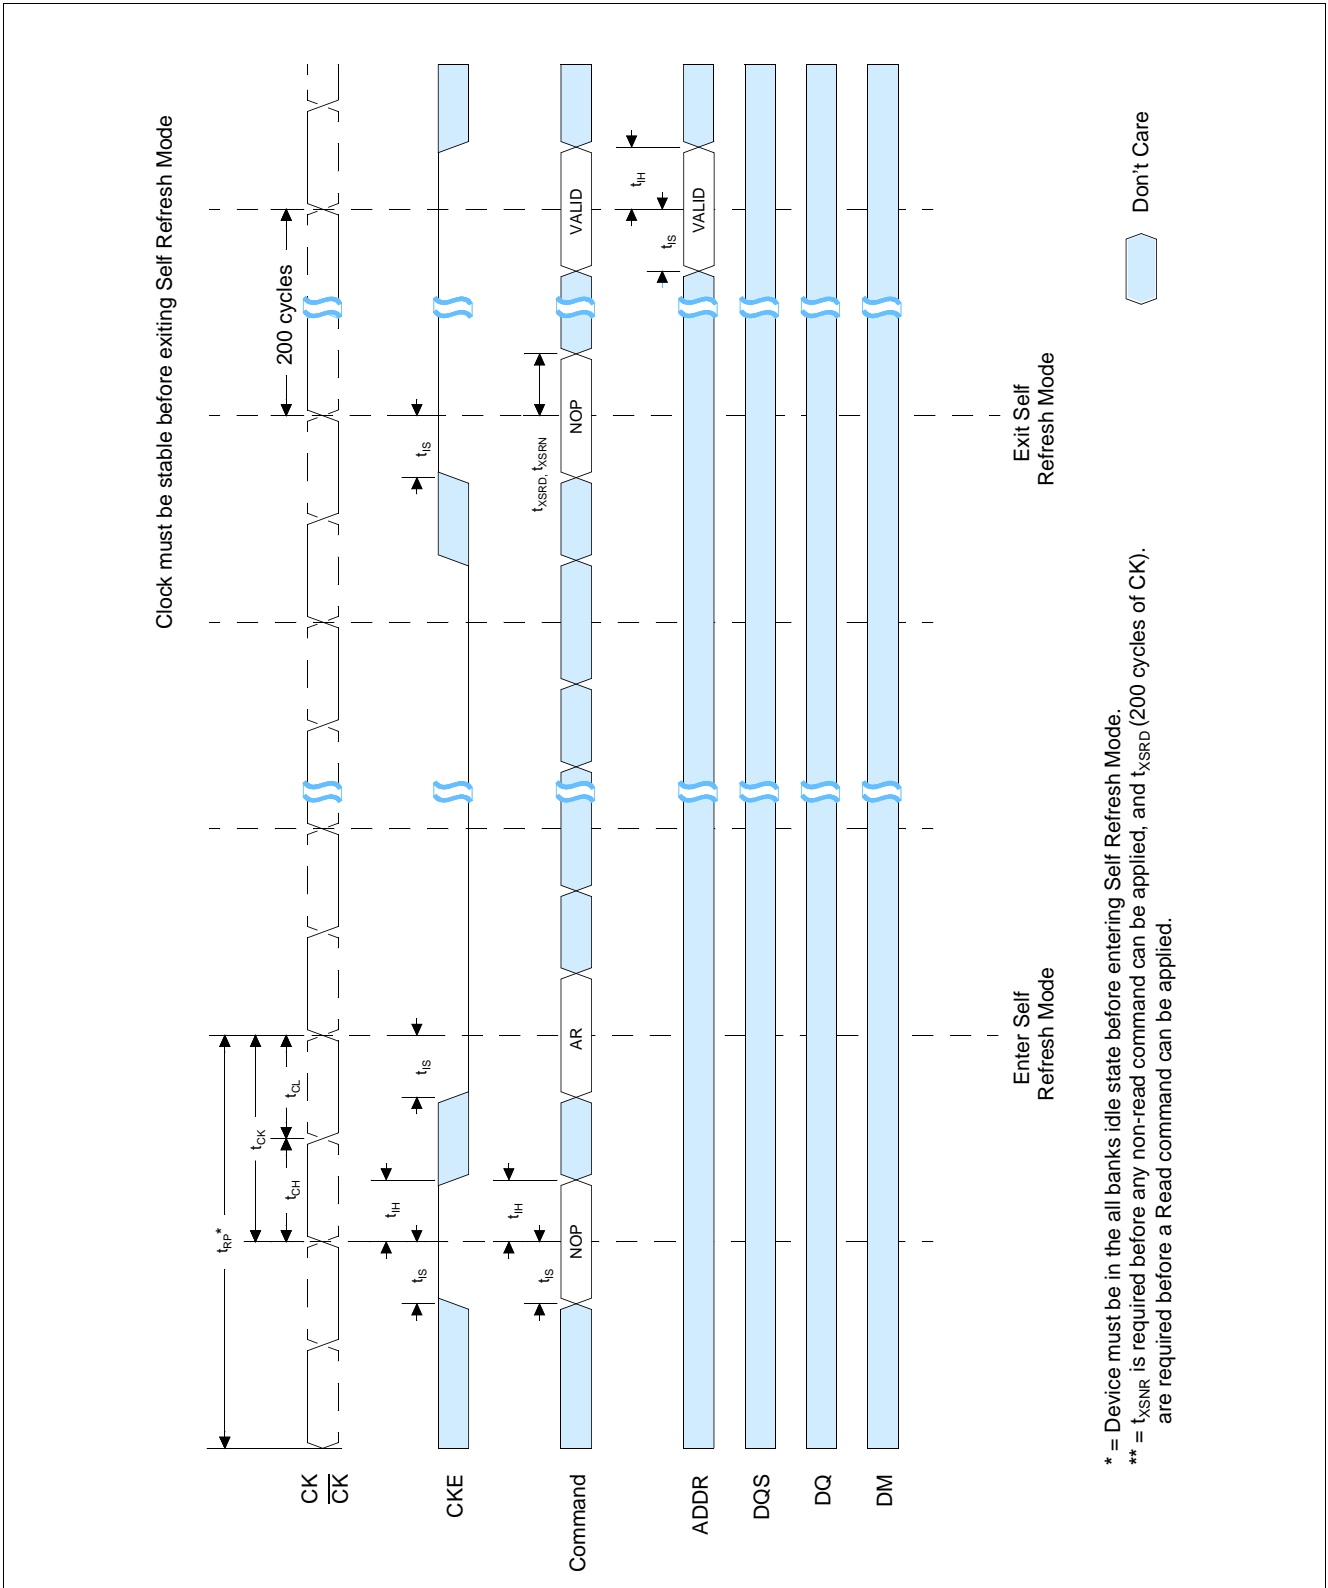 Clock must be stable before exiting Self Refresh Mode
tRP*
tCK
tCH
tCL
200 cycles
CK
CK
tIS
tIH
tIS
tIS
CKE
tIS
tIH
tXSRD, tXSRN
NOP
AR
NOP
VALID
Command
tIS
tIH
VALID
ADDR
DQS
DQ
DM
Enter Self
Refresh Mode
Exit Self
Refresh Mode
* = Device must be in the all banks idle state before entering Self Refresh Mode.
** = tXSNR is required before any non-read command can be applied, and tXSRD (200 cycles of CK).
are required before a Read command can be applied.
Don't Care